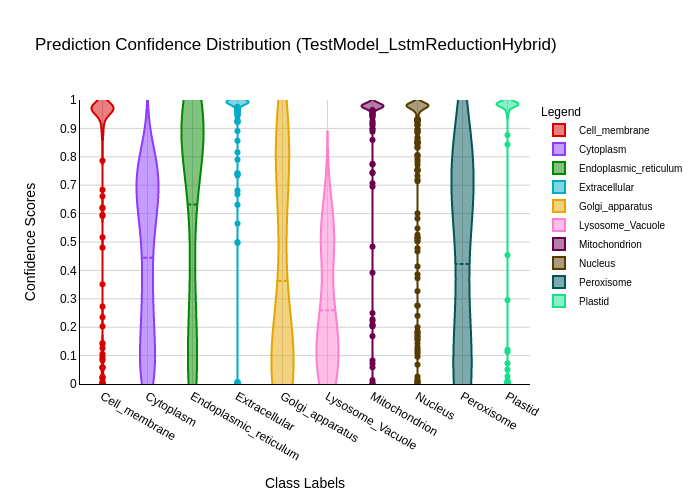 Prediction Confidence Distribution (TestModel_LstmReductionHybrid)
Legend
Cell_membrane
Cytoplasm
Endoplasmic_reticulum
Extracellular
Golgi_apparatus
Lysosome_Vacuole
Mitochondrion
Nucleus
Peroxisome
Plastid
Confidence Scores
1
0.9
0.8
0.7
0.6
0.5
0.4
0.3
0.2
0.1
0
Cell_membrane
Cytoplasm
Endoplasmic_reticulum
Extracellular
Golgi_apparatus
Lysosome_Vacuole
Mitochondrion
Nucleus
Peroxisome
Plastid
Class Labels